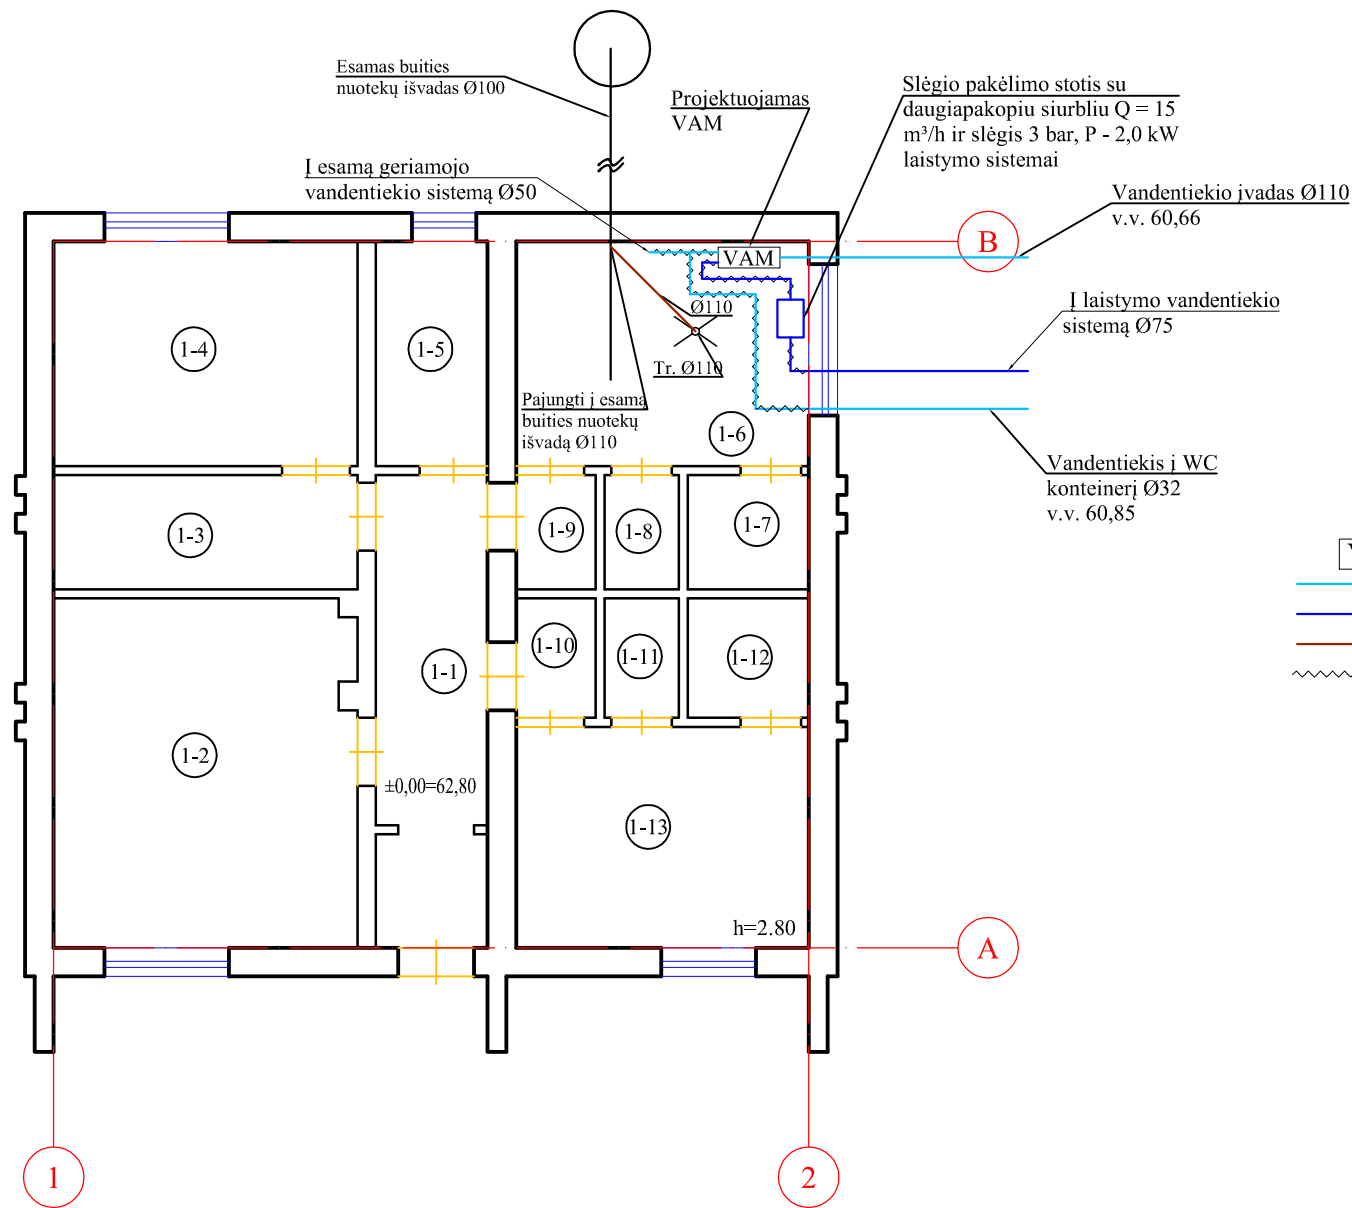 Esamas buities
nuotekų išvadas Ø100
Projektuojamas
VAM
Slėgio pakėlimo stotis su
daugiapakopiu siurbliu Q = 15
m³/h ir slėgis 3 bar, P - 2,0 kW
laistymo sistemai
Į esamą geriamojo
vandentiekio sistemą Ø50
Vandentiekio įvadas Ø110
v.v. 60,66
B
VAM
Į laistymo vandentiekio
sistemą Ø75
Ø110
Tr. Ø110
1-4
1-5
Pajungti į esamą
buities nuotekų
išvadą Ø110
1-6
Vandentiekis į WC
konteinerį Ø32
v.v. 60,85
1-3
1-9
1-8
1-7
1-10
1-11
1-12
1-1
1-2
±0,00=62,80
1-13
h=2.80
A
1
2